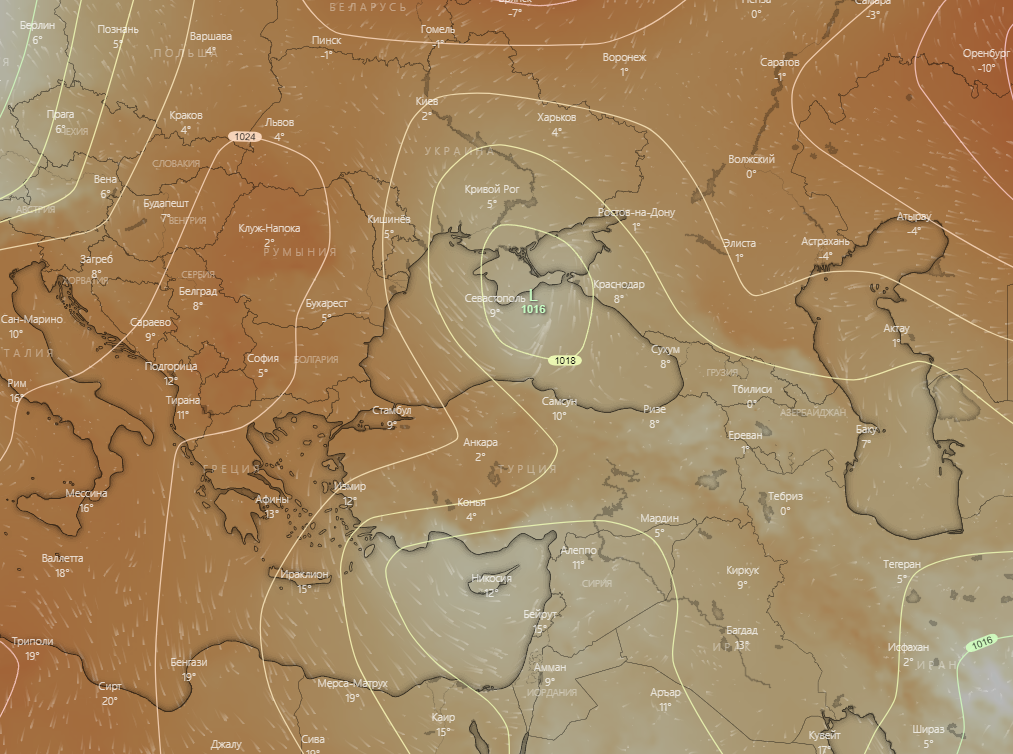 Брянск
-7°
БЕЛАРУСЬ
Пенза
0°
Самара
-3°
Берлин
6°
Познань
5°
Варшава
4°
ПОЛЬША
Пинск
-1°
Гомель
-1°
Воронеж
1°
Саратов
-1°
Оренбург
-10°
Прага
6°
ЧЕХИЯ
Краков
4°
1024
Львов
4°
Киев
2°
Харьков
4°
УКРАИНА
СЛОВАКИЯ
Волжский
0°
Вена
6°
АВСТРИЯ
Будапешт
7°
ВЕНГРИЯ
Клуж-Напока
2°
РУМЫНИЯ
Кишинёв
5°
Кривой Рог
5°
Ростов-на-Дону
1°
Элиста
1°
Астрахань
-4°
Атырау
-4°
Загреб
8°
ХОРВАТИЯ
СЕРБИЯ
Белград
8°
Бухарест
5°
Севастополь
9°
L
1016
Краснодар
8°
Сан-Марино
10°
Сараево
9°
ТАЛИЯ
Подгорица
12°
София
5°
БОЛГАРИЯ
1018
Сухум
8°
ГРУЗИЯ
Актау
1°
Рим
16°
Тирана
11°
Стамбул
9°
Самсун
10°
Ризе
8°
Тбилиси
0°
АЗЕРБАЙДЖАН
Ереван
1°
Баку
7°
Анкара
2°
ТУРЦИЯ
ГРЕЦИЯ
Мессина
16°
Афины
13°
Измир
12°
Конья
4°
Мардин
5°
Тебриз
0°
Валлетта
18°
Ираклион
15°
Никосия
12°
Алеппо
11°
СИРИЯ
Киркук
9°
Тегеран
5°
Бейрут
15°
Триполи
19°
Бенгази
19°
Багдад
13°
ИРАК
Исфахан
2°
ИРАН
1016
Сирт
20°
Мерса-Матрух
19°
Амман
9°
ИОРДАНИЯ
Аръар
11°
Каир
15°
Джалу
Сива
19°
Кувейт
17°
Шираз
5°